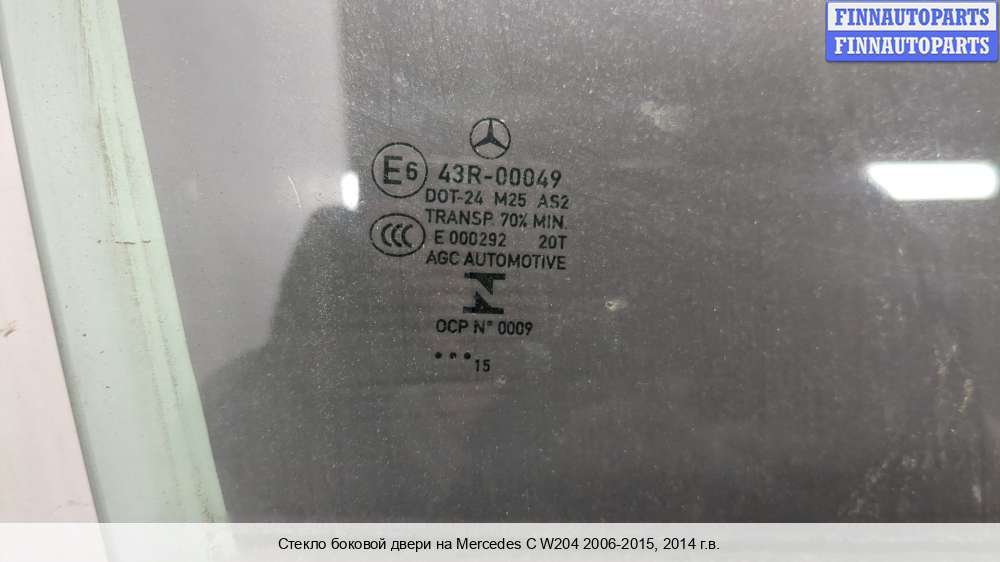 FINNAUTOPARTS
FINNAUTOPARTS
E6 43R-00049
DOT-24 M25 AS2
TRANSP. 70% MIN.
CCC E 000292 20T
AGC AUTOMOTIVE
N
OCP N° 0009
•••15
Стекло боковой двери на Mercedes C W204 2006-2015, 2014 г.в.